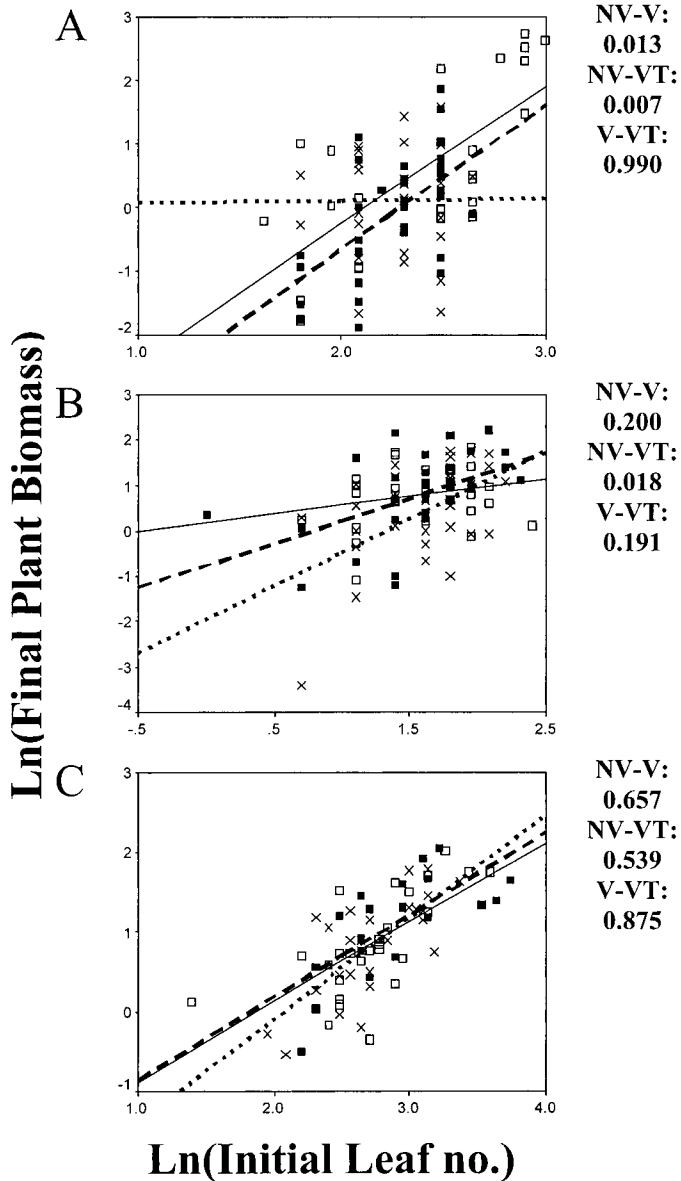 A
3
2
1
0
-1
-2
1.0
2.0
3.0
NV-V:
0.013
NV-VT:
0.007
V-VT:
0.990
B
3
2
1
0
-1
-2
-3
-4
-.5
.5
1.5
2.5
NV-V:
0.200
NV-VT:
0.018
V-VT:
0.191
C
3
2
1
0
-1
1.0
2.0
3.0
4.0
NV-V:
0.657
NV-VT:
0.539
V-VT:
0.875
Ln(Final Plant Biomass)
Ln(Initial Leaf no.)